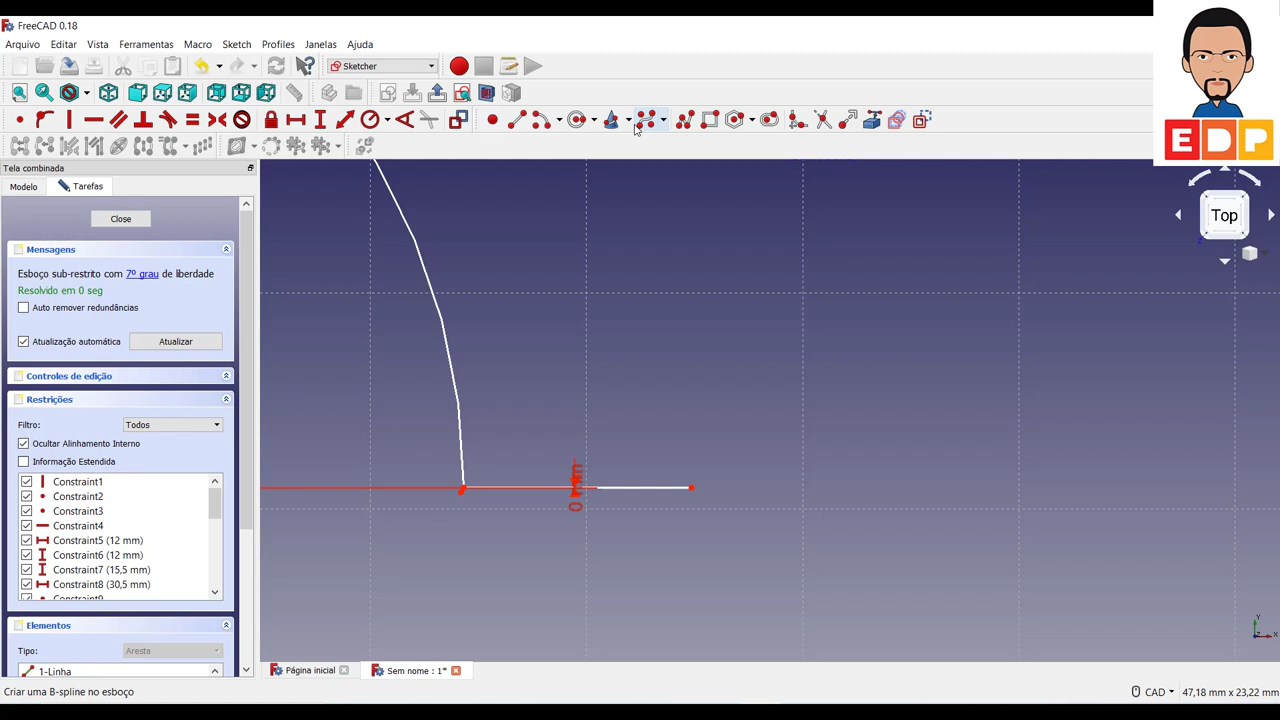 FreeCAD 0.18
Arquivo Editar Vista Ferramentas Macro Sketch Profiles Janelas Ajuda
Sketcher
EDP
Tela combinada
Modelo Tarefas
Top
Close
Mensagens
Esboço sub-restrito com 7º grau de liberdade
Resolvido em 0 seg
Auto remover redundâncias
Atualização automática Atualizar
Controles de edição
Restrições
Filtro: Todos
Ocultar Alinhamento Interno
Informação Estendida
Constraint1
Constraint2
Constraint3
Constraint4
Constraint5 (12 mm)
Constraint6 (12 mm)
Constraint7 (15,5 mm)
Constraint8 (30,5 mm)
Constraint9
0 mm
Elementos
Tipo: Aresta
1-Linha
Y
Z X
Página inicial Sem nome : 1*
Criar uma B-spline no esboço CAD 47,18 mm x 23,22 mm